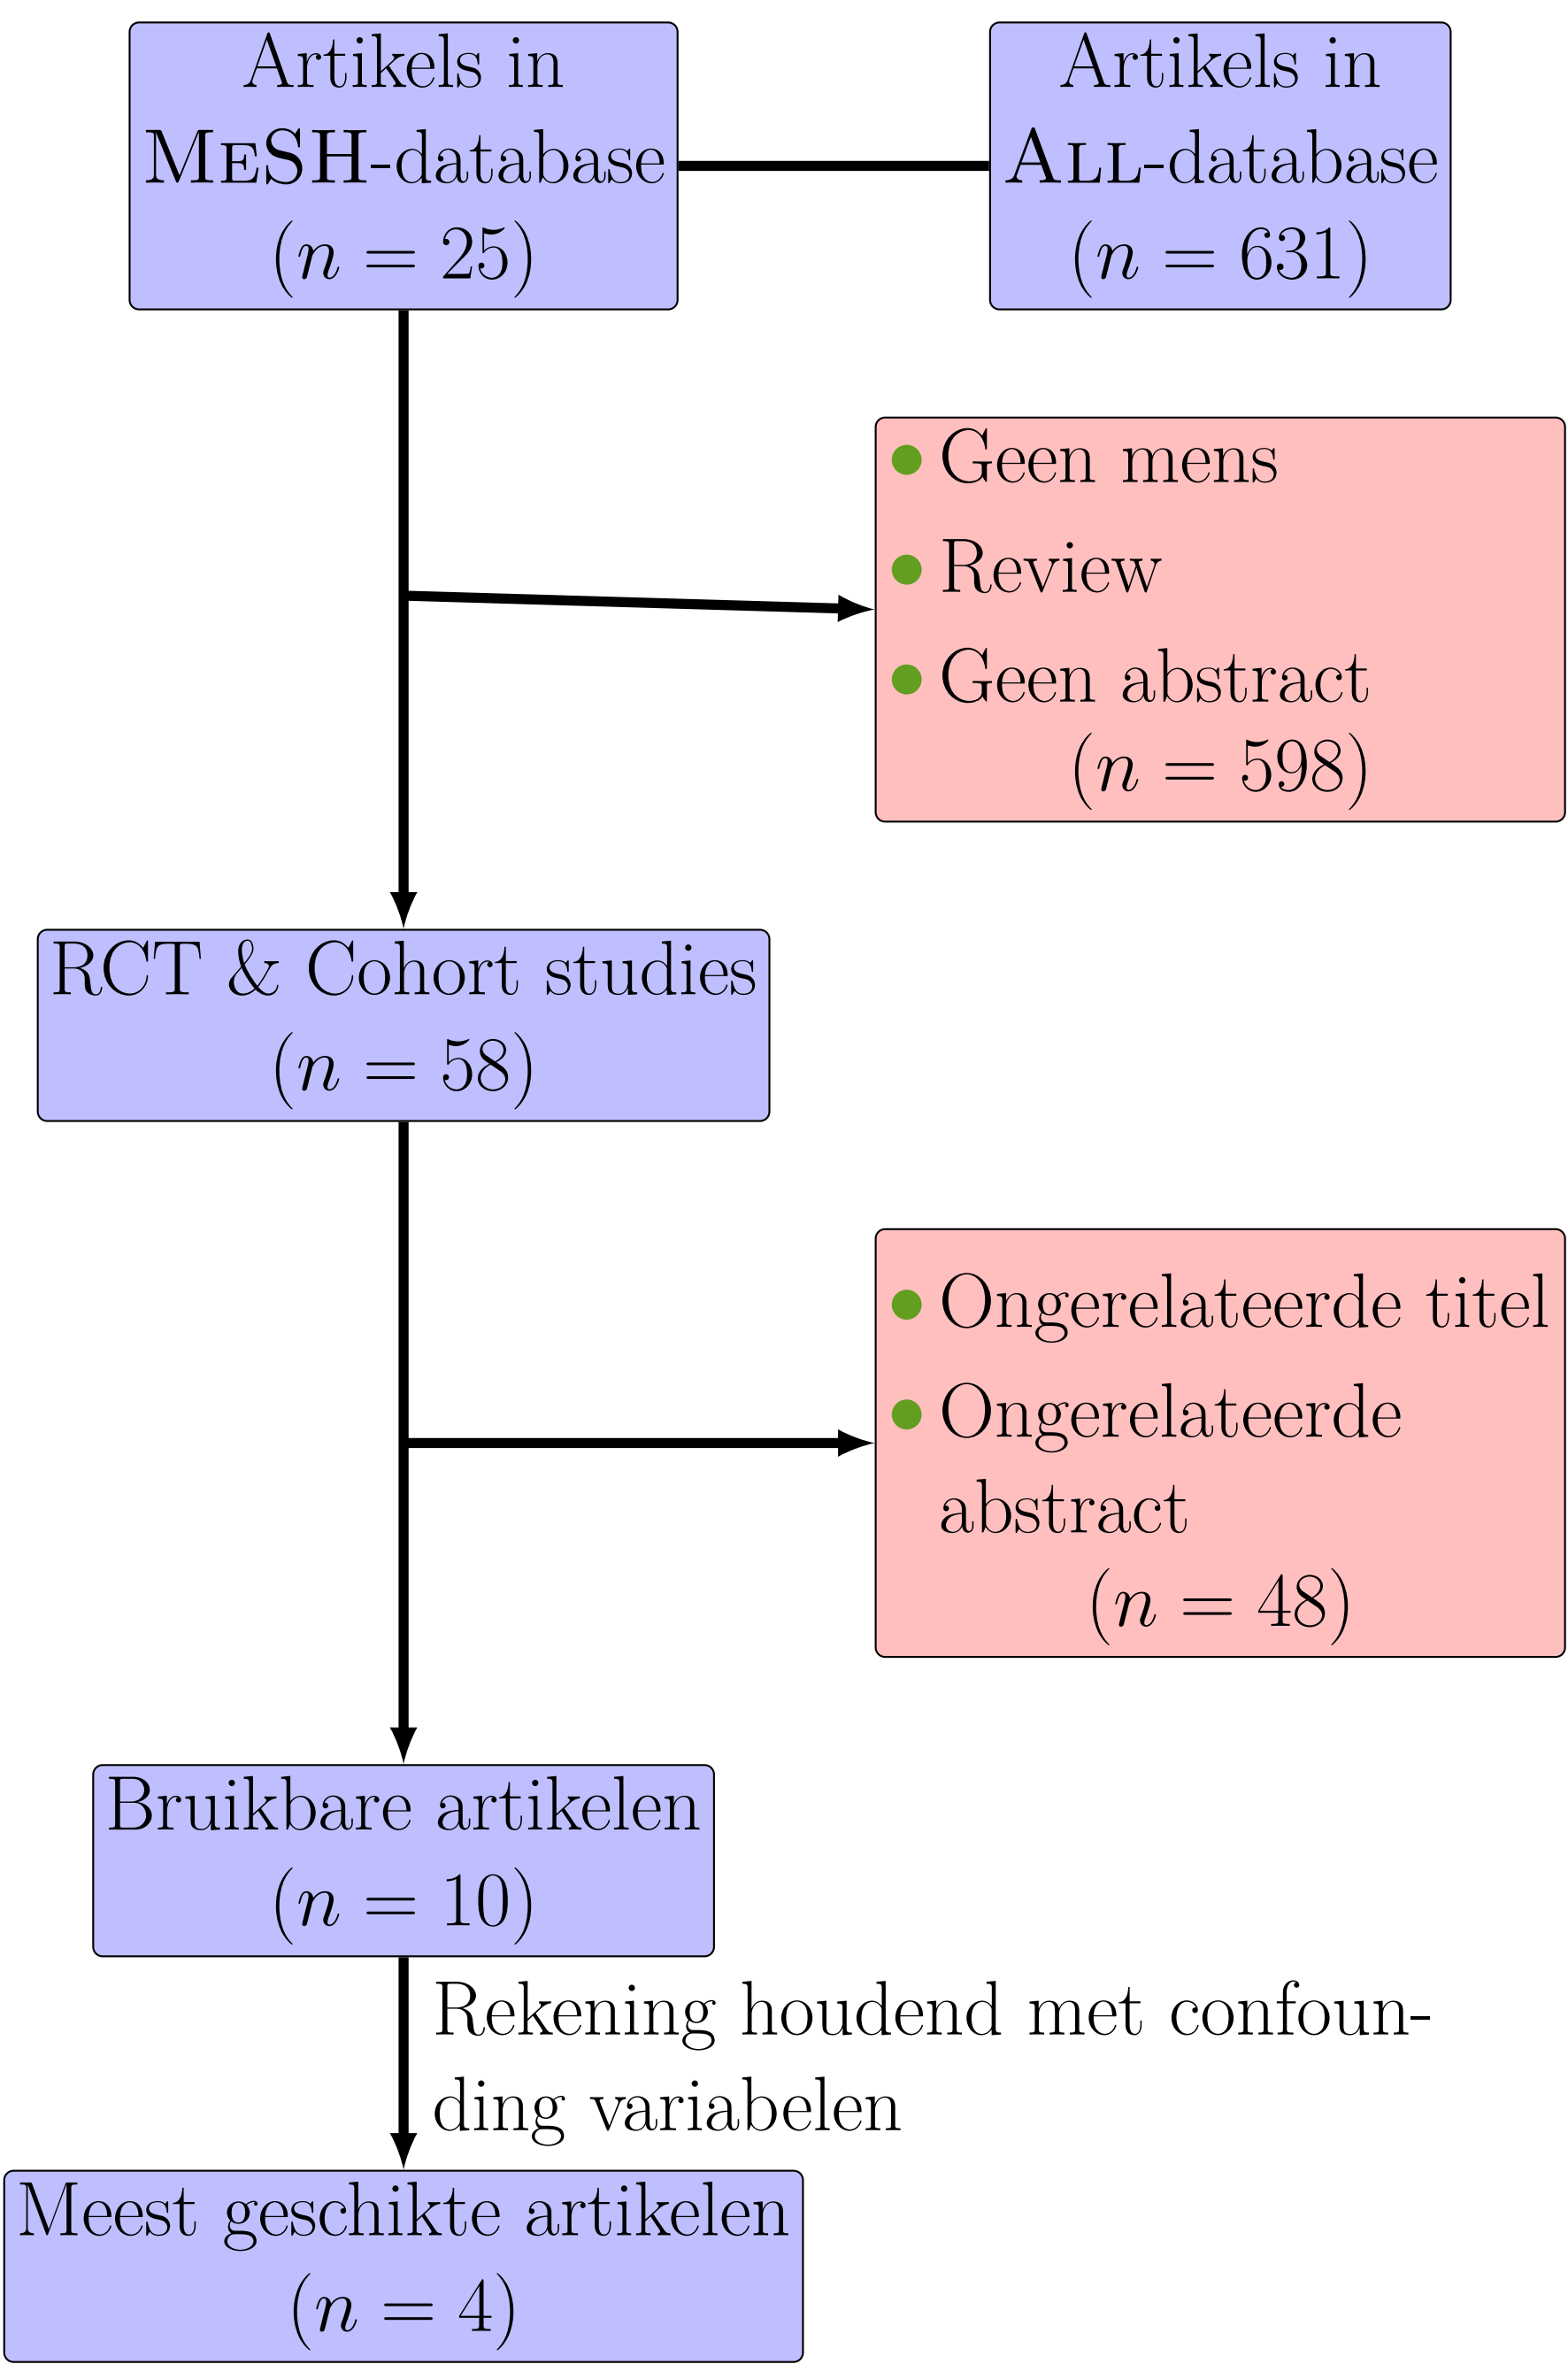 Artikels in
MeSH-database
(n = 25)
Artikels in
All-database
(n = 631)
• Geen mens
• Review
• Geen abstract
(n = 598)
RCT & Cohort studies
(n = 58)
• Ongerelateerde titel
• Ongerelateerde
abstract
(n = 48)
Bruikbare artikelen
(n = 10)
Rekening houdend met confoun-
ding variabelen
Meest geschikte artikelen
(n = 4)